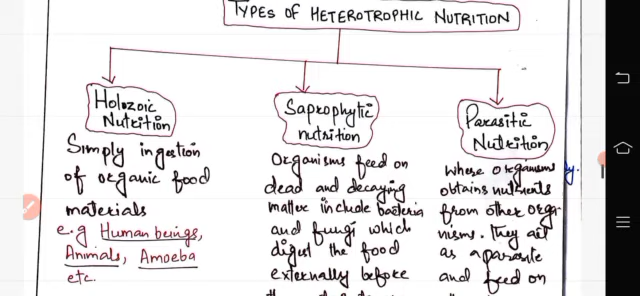 TYPES OF HETEROTROPHIC NUTRITION
Holozoic
Nutrition
Simply ingestion
of organic food
materials
e.g Human beings,
Animals, Amoeba
etc.
Saprophytic
nutrition
Organisms feed on
dead and decaying
matter include bacteria
and fungi which
digest the food
externally before
Parasitic
Nutrition
Where organisms
obtains nutrients
from other orga-
nisms. They act
as a parasite
and feed on